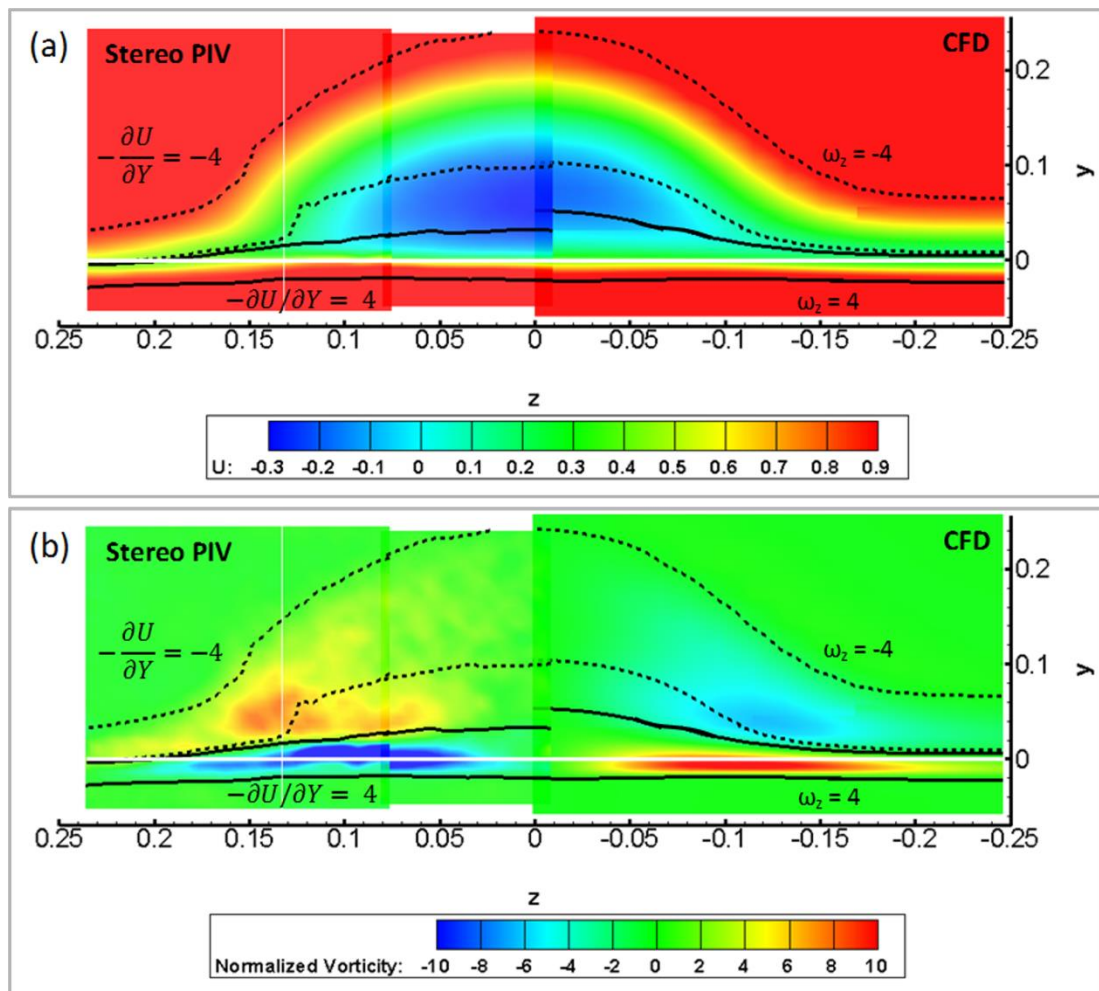 (a)
Stereo PIV
CFD
0.2
−∂U/∂Y = −4
ω_z = -4
0.1
y
0
−∂U/∂Y = 4
ω_z = 4
0.25 0.2 0.15 0.1 0.05 0 -0.05 -0.1 -0.15 -0.2 -0.25
z
U: -0.3 -0.2 -0.1 0 0.1 0.2 0.3 0.4 0.5 0.6 0.7 0.8 0.9
(b)
Stereo PIV
CFD
0.2
−∂U/∂Y = −4
ω_z = -4
0.1
y
0
−∂U/∂Y = 4
ω_z = 4
0.25 0.2 0.15 0.1 0.05 0 -0.05 -0.1 -0.15 -0.2 -0.25
z
Normalized Vorticity: -10 -8 -6 -4 -2 0 2 4 6 8 10